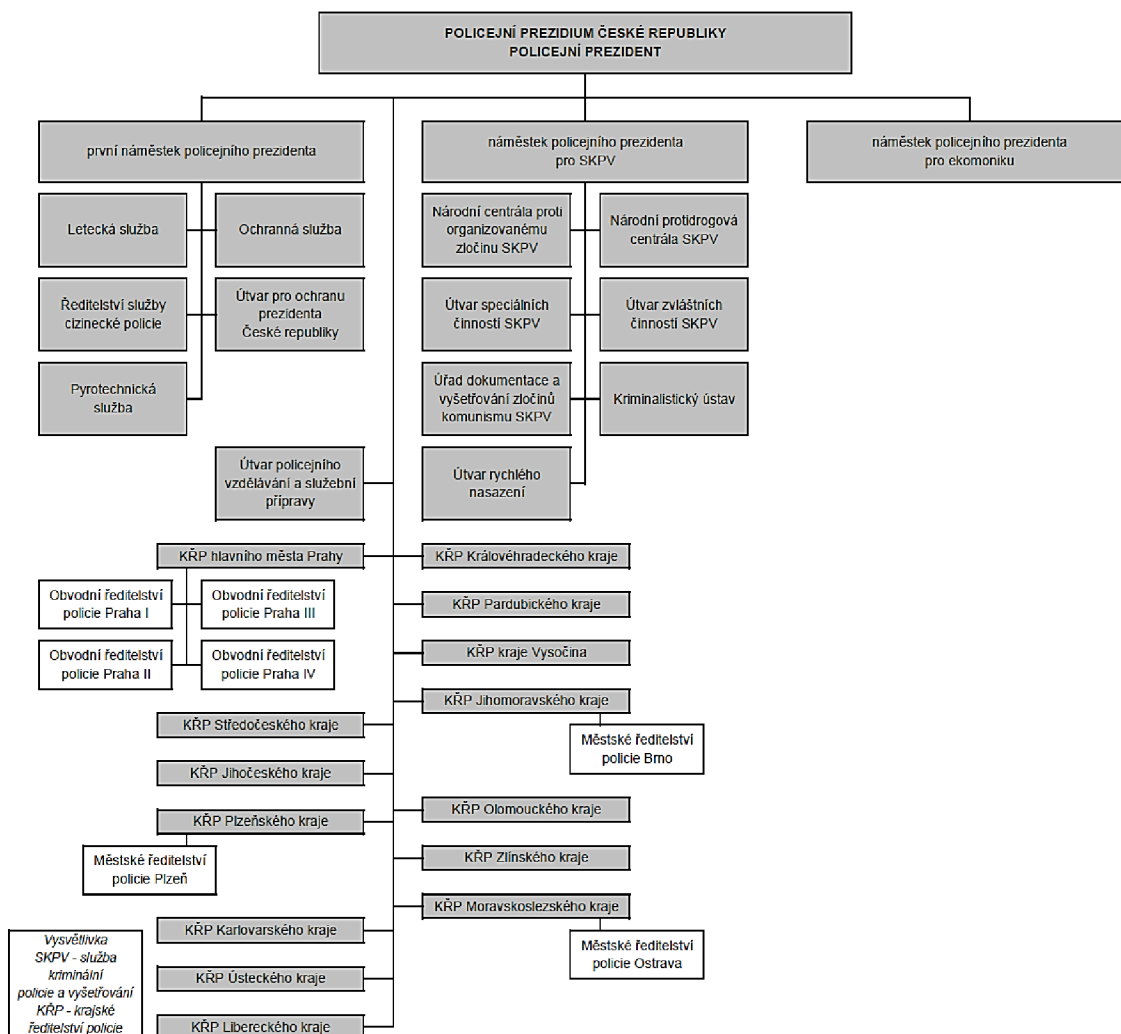 POLICEJNÍ PREZIDIUM ČESKÉ REPUBLIKY
POLICEJNÍ PREZIDENT
první náměstek policejního prezidenta
náměstek policejního prezidenta
pro SKPV
náměstek policejního prezidenta
pro ekomoniku
Letecká služba
Ochranná služba
Národní centrála proti
organizovanému
zločinu SKPV
Národní protidrogová
centrála SKPV
Ředitelství služby
cizinecké policie
Útvar pro ochranu
prezidenta
České republiky
Útvar speciálních
činností SKPV
Útvar zvláštních
činností SKPV
Pyrotechnická
služba
Úřad dokumentace a
vyšetřování zločinů
komunismu SKPV
Kriminalistický ústav
Útvar policejního
vzdělávání a služební
přípravy
Útvar rychlého
nasazení
KŘP hlavního města Prahy
KŘP Královéhradeckého kraje
Obvodní ředitelství
policie Praha I
Obvodní ředitelství
policie Praha III
KŘP Pardubického kraje
Obvodní ředitelství
policie Praha II
Obvodní ředitelství
policie Praha IV
KŘP kraje Vysočina
KŘP Jihomoravského kraje
KŘP Středočeského kraje
Městské ředitelství
policie Brno
KŘP Jihočeského kraje
KŘP Olomouckého kraje
KŘP Plzeňského kraje
Městské ředitelství
policie Plzeň
KŘP Zlínského kraje
KŘP Moravskoslezského kraje
KŘP Karlovarského kraje
Městské ředitelství
policie Ostrava
KŘP Ústeckého kraje
KŘP Libereckého kraje
Vysvětlivka
SKPV - služba
kriminální
policie a vyšetřování
KŘP - krajské
ředitelství policie